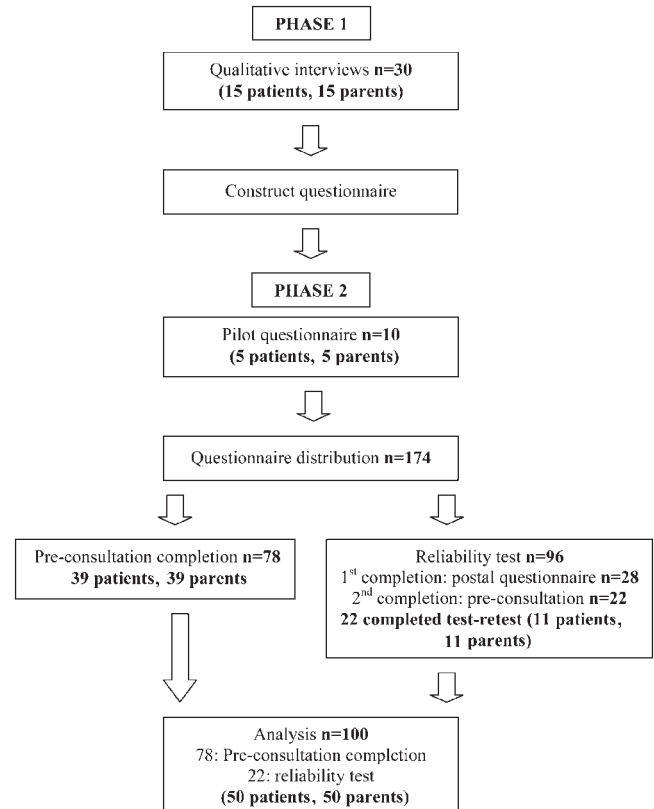 PHASE 1
Qualitative interviews n=30
(15 patients, 15 parents)
Construct questionnaire
PHASE 2
Pilot questionnaire n=10
(5 patients, 5 parents)
Questionnaire distribution n=174
Pre-consultation completion n=78
39 patients, 39 parents
Reliability test n=96
1st completion: postal questionnaire n=28
2nd completion: pre-consultation n=22
22 completed test-retest (11 patients,
11 parents)
Analysis n=100
78: Pre-consultation completion
22: reliability test
(50 patients, 50 parents)